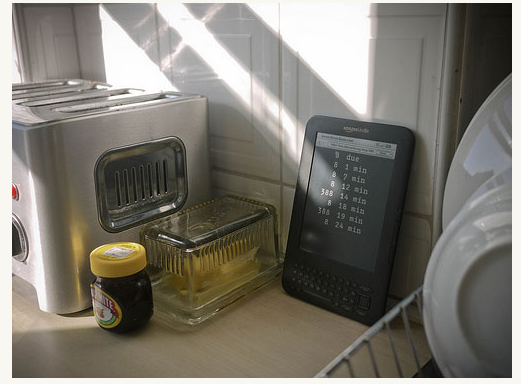 amazonkindle
8 due
8 1 min
8 7 min
8 12 min
388 14 min
8 18 min
388 19 min
8 24 min